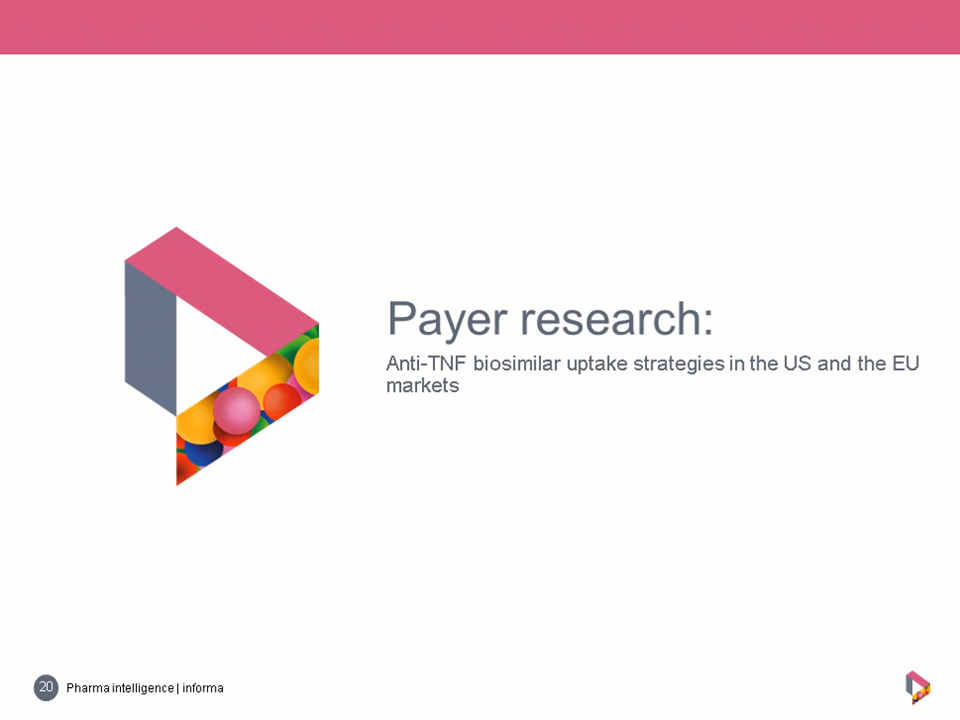 Payer research:
Anti-TNF biosimilar uptake strategies in the US and the EU
markets
20 Pharma intelligence | informa